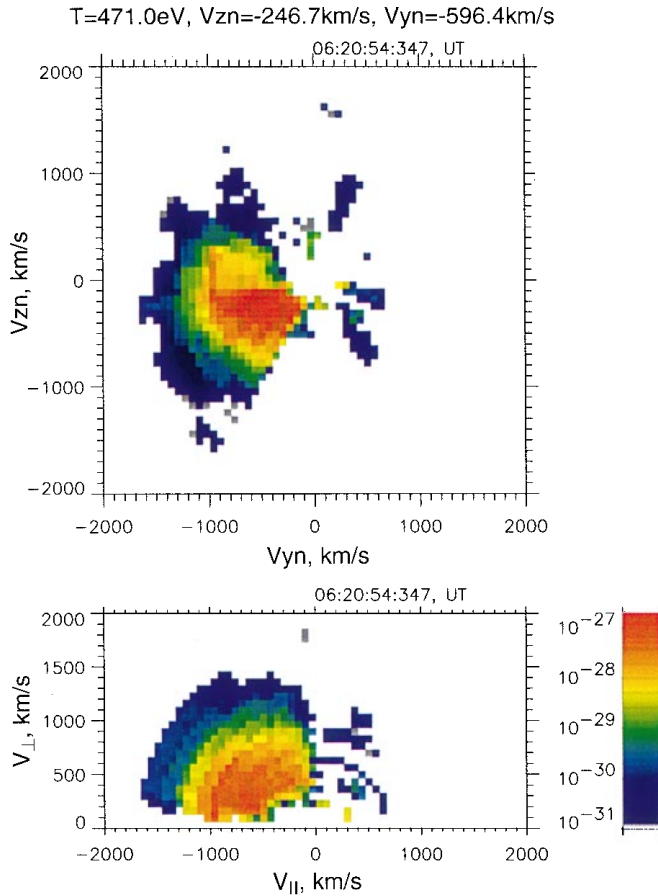 T=471.0eV, Vzn=-246.7km/s, Vyn=-596.4km/s
06:20:54:347, UT
2000
1000
0
-1000
-2000
Vzn, km/s
-2000 -1000 0 1000 2000
Vyn, km/s
06:20:54:347, UT
2000
1500
1000
500
0
V⊥, km/s
-2000 -1000 0 1000 2000
V||, km/s
10-27
10-28
10-29
10-30
10-31